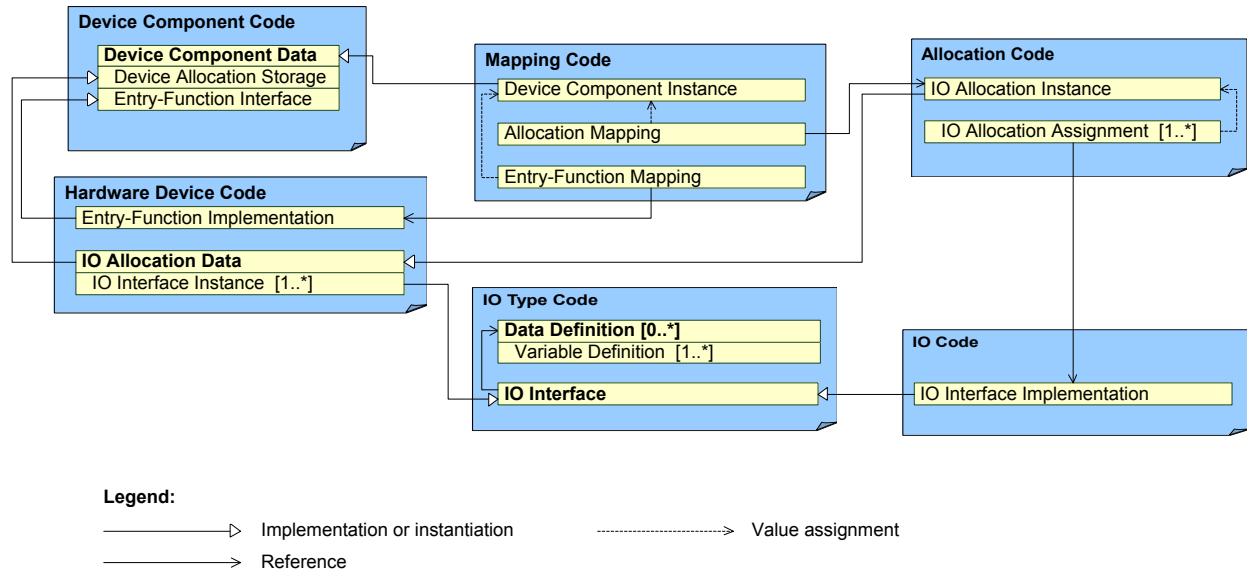 Device Component Code
Device Component Data
Device Allocation Storage
Entry-Function Interface
Mapping Code
Device Component Instance
Allocation Mapping
Entry-Function Mapping
Allocation Code
IO Allocation Instance
IO Allocation Assignment [1..*]
Hardware Device Code
Entry-Function Implementation
IO Allocation Data
IO Interface Instance [1..*]
IO Type Code
Data Definition [0..*]
Variable Definition [1..*]
IO Interface
IO Code
IO Interface Implementation
Legend:
Implementation or instantiation
Value assignment
Reference